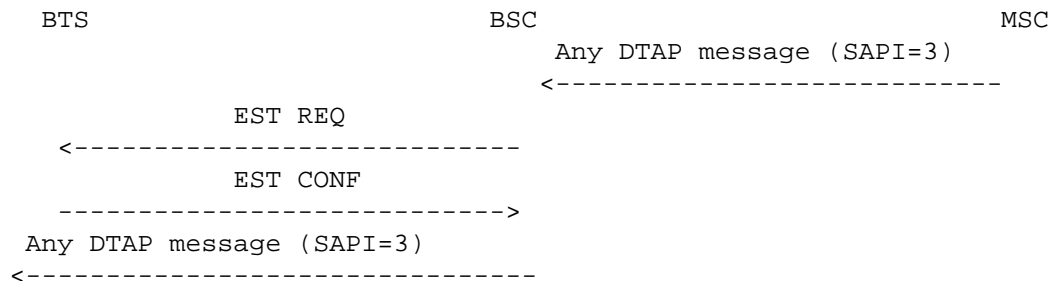 BTS BSC MSC
Any DTAP message (SAPI=3)
<----------------------------
EST REQ
<----------------------------
EST CONF
---------------------------->
Any DTAP message (SAPI=3)
<---------------------------------